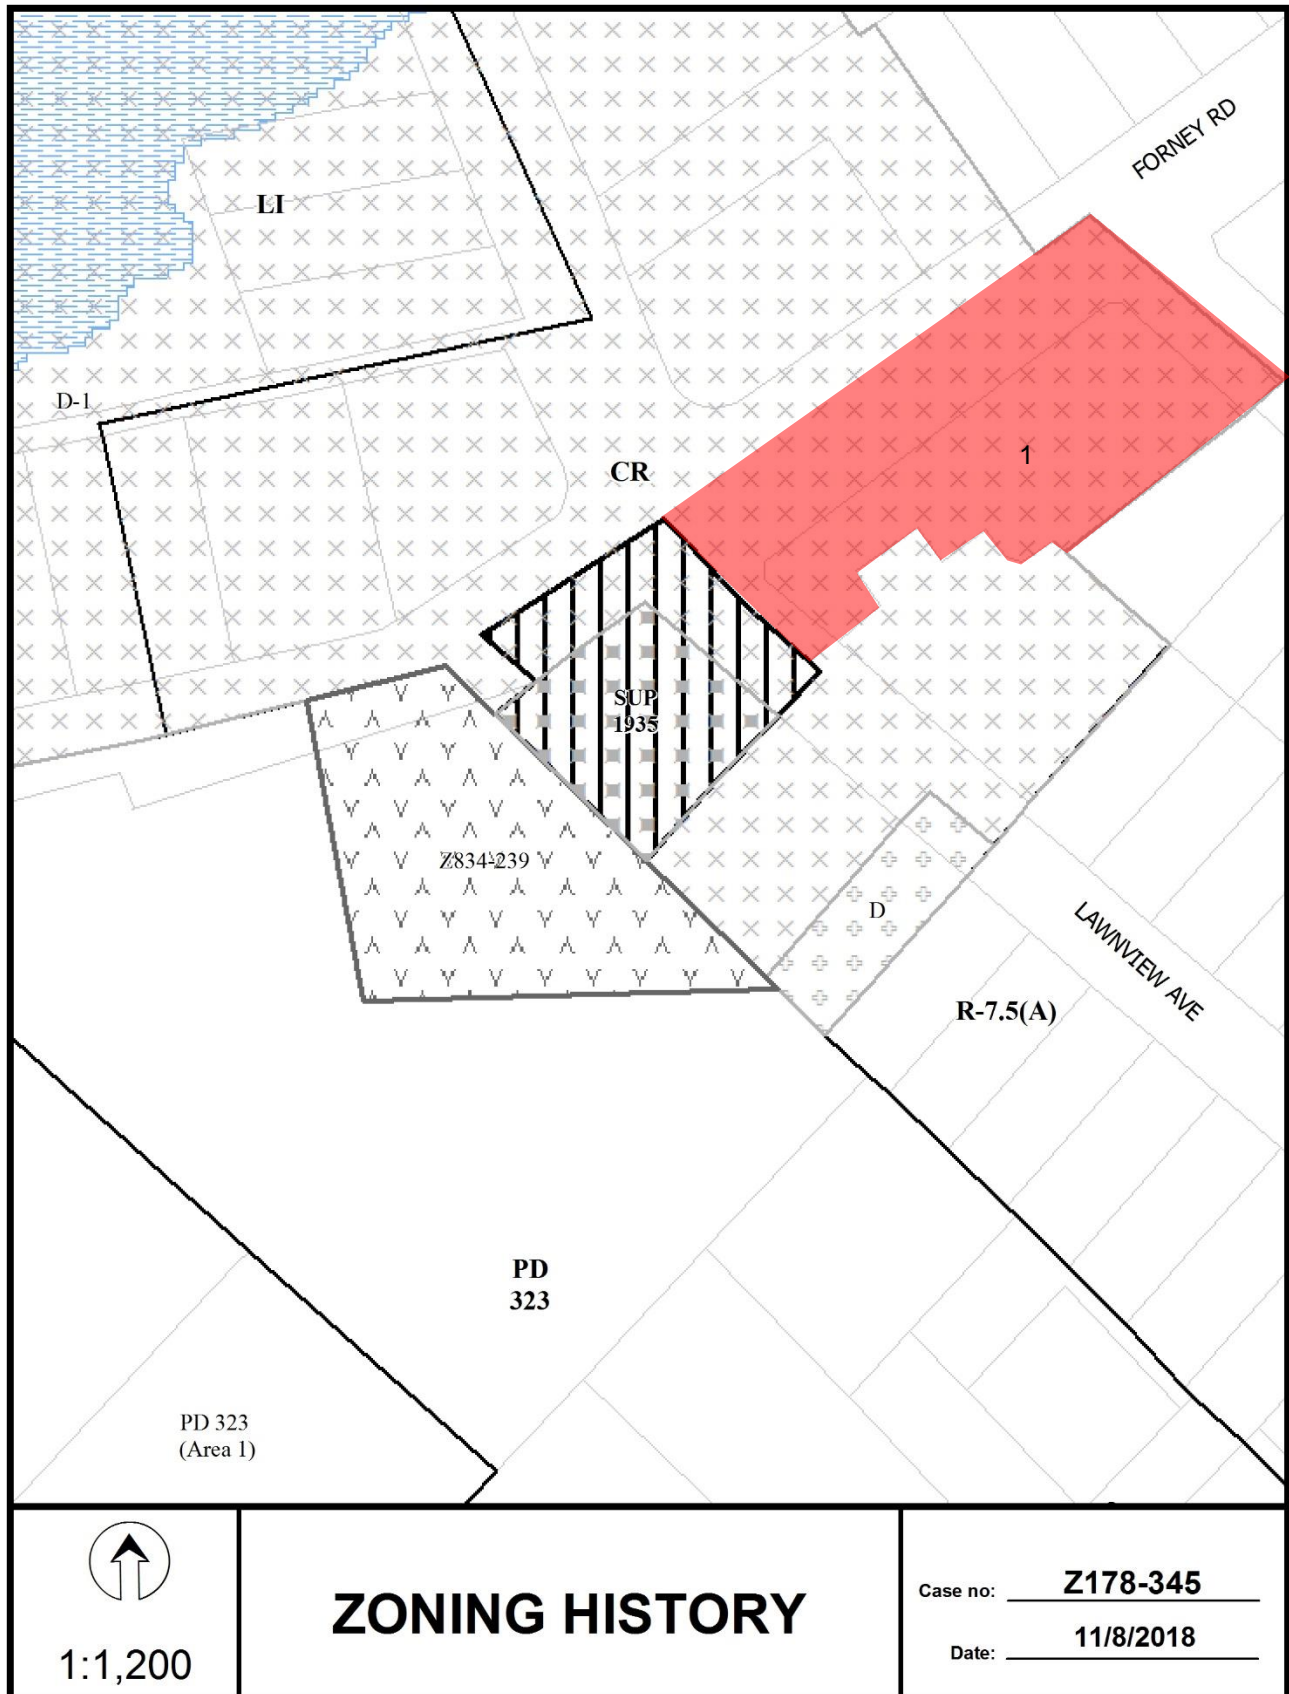 FORNEY RD
LI
D-1
1
CR
SUP
1935
Z834-239
D
LAWNVIEW AVE
R-7.5(A)
PD
323
PD 323
(Area 1)
1:1,200
ZONING HISTORY
Case no: Z178-345
Date: 11/8/2018